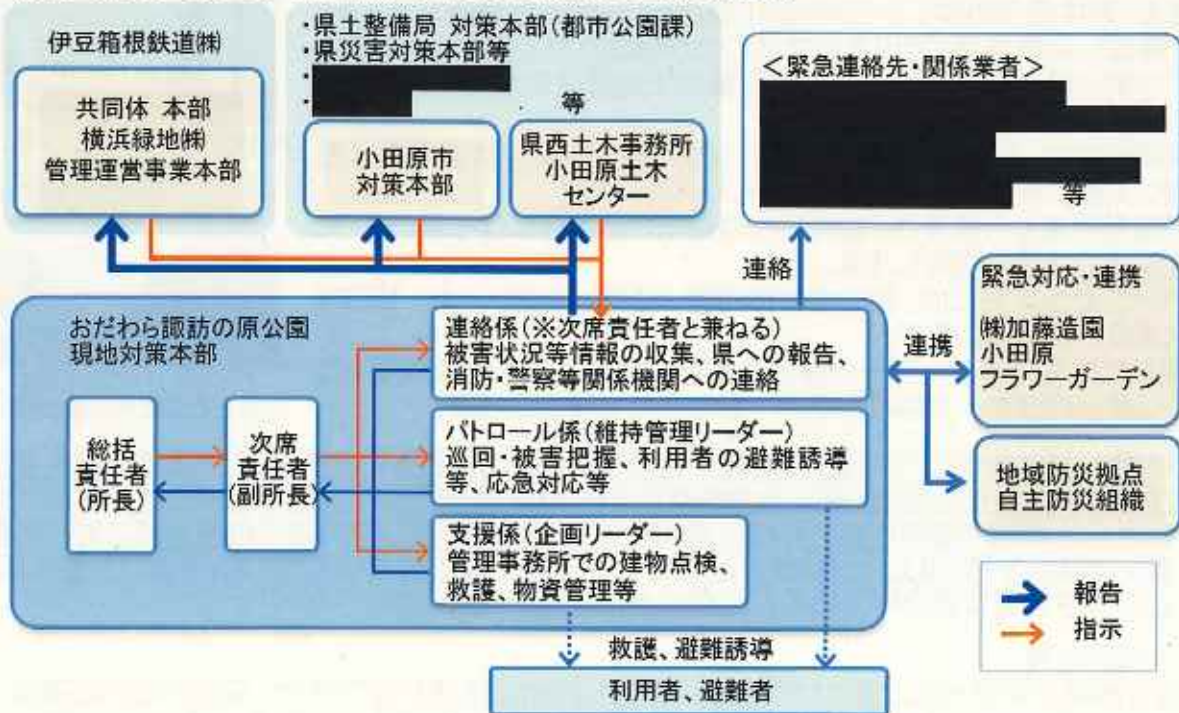 伊豆箱根鉄道㈱
共同体 本部
横浜緑地㈱
管理運営事業本部
・県土整備局 対策本部(都市公園課)
・県災害対策本部等
・
・ 等
小田原市
対策本部
県西土木事務所
小田原土木
センター
＜緊急連絡先・関係業者＞
等
連絡
おだわら諏訪の原公園
現地対策本部
総括
責任者
(所長)
次席
責任者
(副所長)
連絡係(※次席責任者と兼ねる)
被害状況等情報の収集、県への報告、
消防・警察等関係機関への連絡
パトロール係(維持管理リーダー)
巡回・被害把握、利用者の避難誘導
等、応急対応等
支援係(企画リーダー)
管理事務所での建物点検、
救護、物資管理等
連携
緊急対応・連携
㈱加藤造園
小田原
フラワーガーデン
地域防災拠点
自主防災組織
報告
指示
救護、避難誘導
利用者、避難者